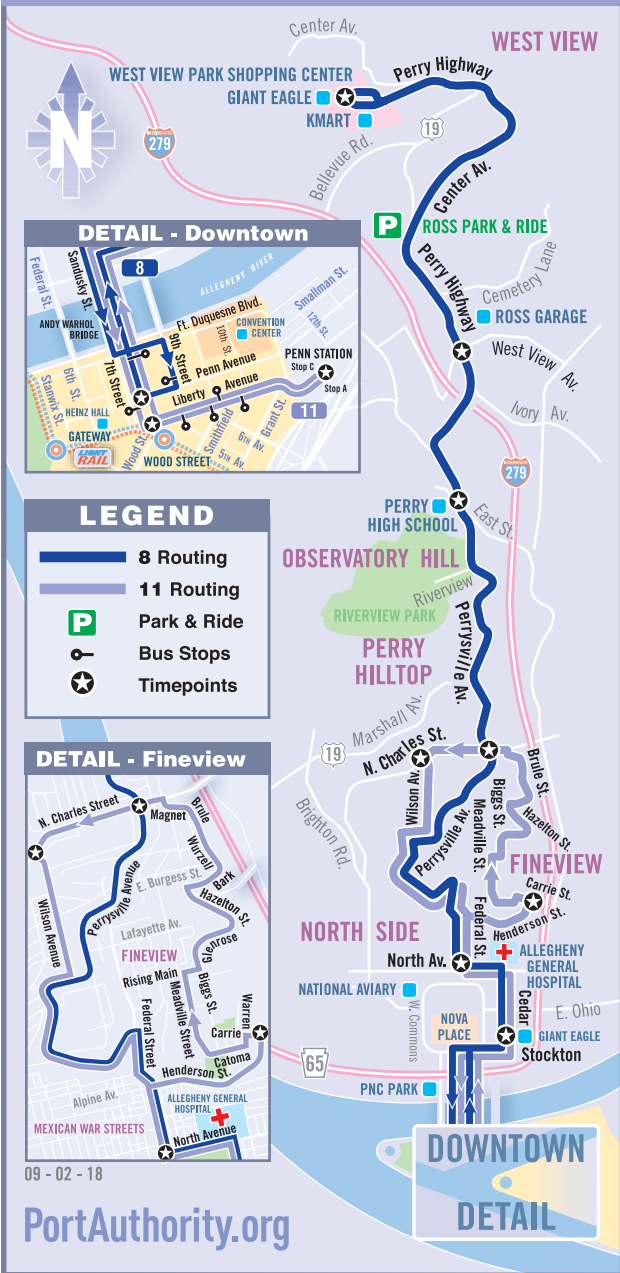 Center Av.
WEST VIEW
WEST VIEW PARK SHOPPING CENTER
Perry Highway
GIANT EAGLE
KMART
19
INTERSTATE
279
Bellevue Rd.
Center Av.
N
P
ROSS PARK & RIDE
Perry Highway
Cemetery Lane
ROSS GARAGE
West View Av.
Ivory Av.
INTERSTATE
279
DETAIL - Downtown
8
ALLEGHENY RIVER
Federal St.
Sandusky St.
Smallman St.
ANDY WARHOL
BRIDGE
Ft. Duquesne Blvd.
CONVENTION
CENTER
12th St.
10th St.
9th Street
7th Street
Penn Avenue
PENN STATION
Stop C
Stop A
Liberty Avenue
6th St.
Stanwix St.
HEINZ HALL
GATEWAY
LIGHT
RAIL
Wood St.
WOOD STREET
Smithfield
6TH AV.
5TH AV.
Grant St.
11
LEGEND
8 Routing
11 Routing
P
Park & Ride
Bus Stops
Timepoints
PERRY
HIGH SCHOOL
East St.
OBSERVATORY HILL
Riverview
RIVERVIEW PARK
PERRY
HILLTOP
Perrysville Av.
Marshall Av.
19
N. Charles St.
Brighton Rd.
Wilson Av.
Perrysville Av.
Biggs St.
Meadville St.
Brule St.
Hazelton St.
FINEVIEW
Carrie St.
Henderson St.
Federal St.
NORTH SIDE
North Av.
ALLEGHENY
GENERAL
HOSPITAL
NATIONAL AVIARY
W. Commons
NOVA
PLACE
Cedar
E. Ohio
GIANT EAGLE
Stockton
65
PNC PARK
DOWNTOWN
DETAIL
DETAIL - Fineview
N. Charles Street
Magnet
Brule
Wurzell
Bark
E. Burgess St.
Hazelton St.
Perrysville Avenue
Wilson Avenue
Lafayette Av.
Glenrose
FINEVIEW
Rising Main
Biggs St.
Meadville Street
Warren
Carrie
Catoma
Federal Street
Henderson St.
Alpine Av.
ALLEGHENY GENERAL
HOSPITAL
MEXICAN WAR STREETS
North Avenue
09 - 02 - 18
PortAuthority.org